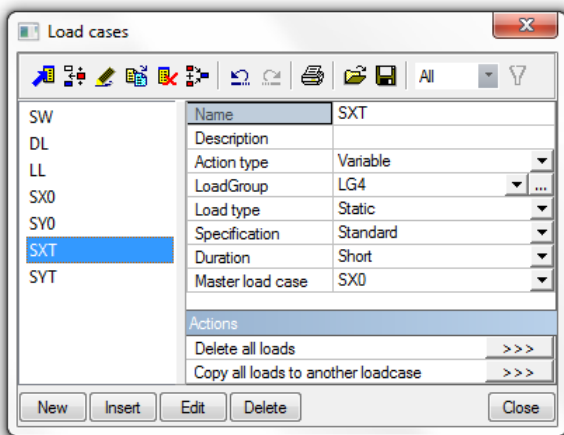 Load cases
All
SW
DL
LL
SX0
SY0
SXT
SYT
Name SXT
Description
Action type Variable
LoadGroup LG4 ...
Load type Static
Specification Standard
Duration Short
Master load case SX0
Actions
Delete all loads >>>
Copy all loads to another loadcase >>>
New Insert Edit Delete Close